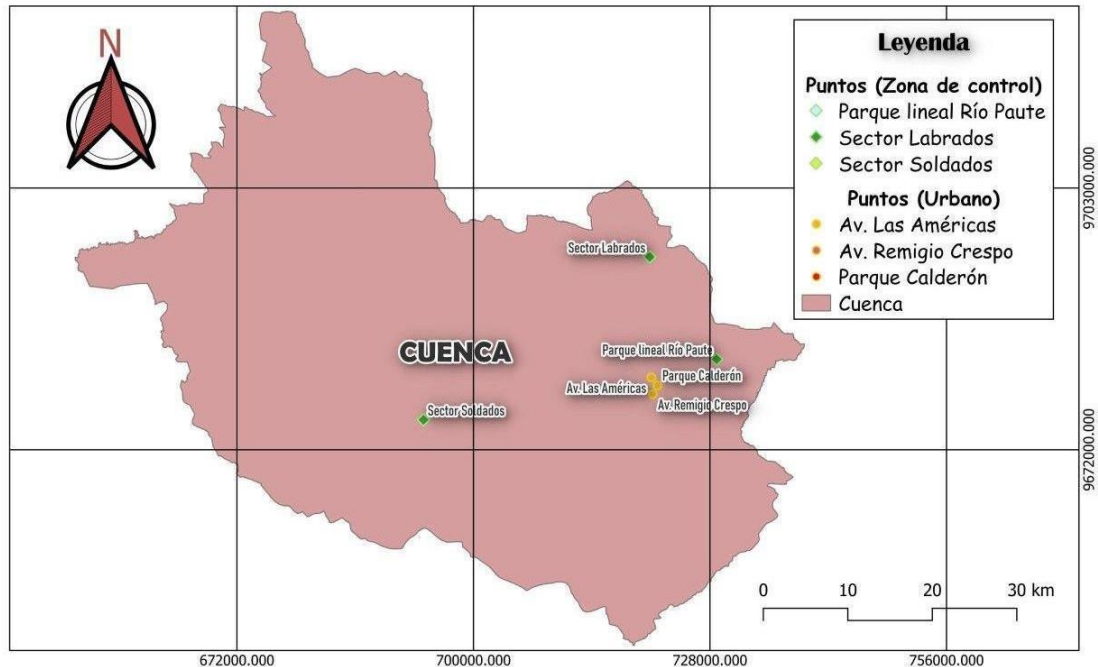 N
Leyenda
Puntos (Zona de control)
Parque lineal Río Paute
Sector Labrados
Sector Soldados
Puntos (Urbano)
Av. Las Américas
Av. Remigio Crespo
Parque Calderón
Cuenca
Sector Labrados
CUENCA
Parque lineal Río Paute
Parque Calderón
Av. Las Américas
Av. Remigio Crespo
Sector Soldados
9703000.000
9672000.000
0 10 20 30 km
672000.000 700000.000 728000.000 756000.000